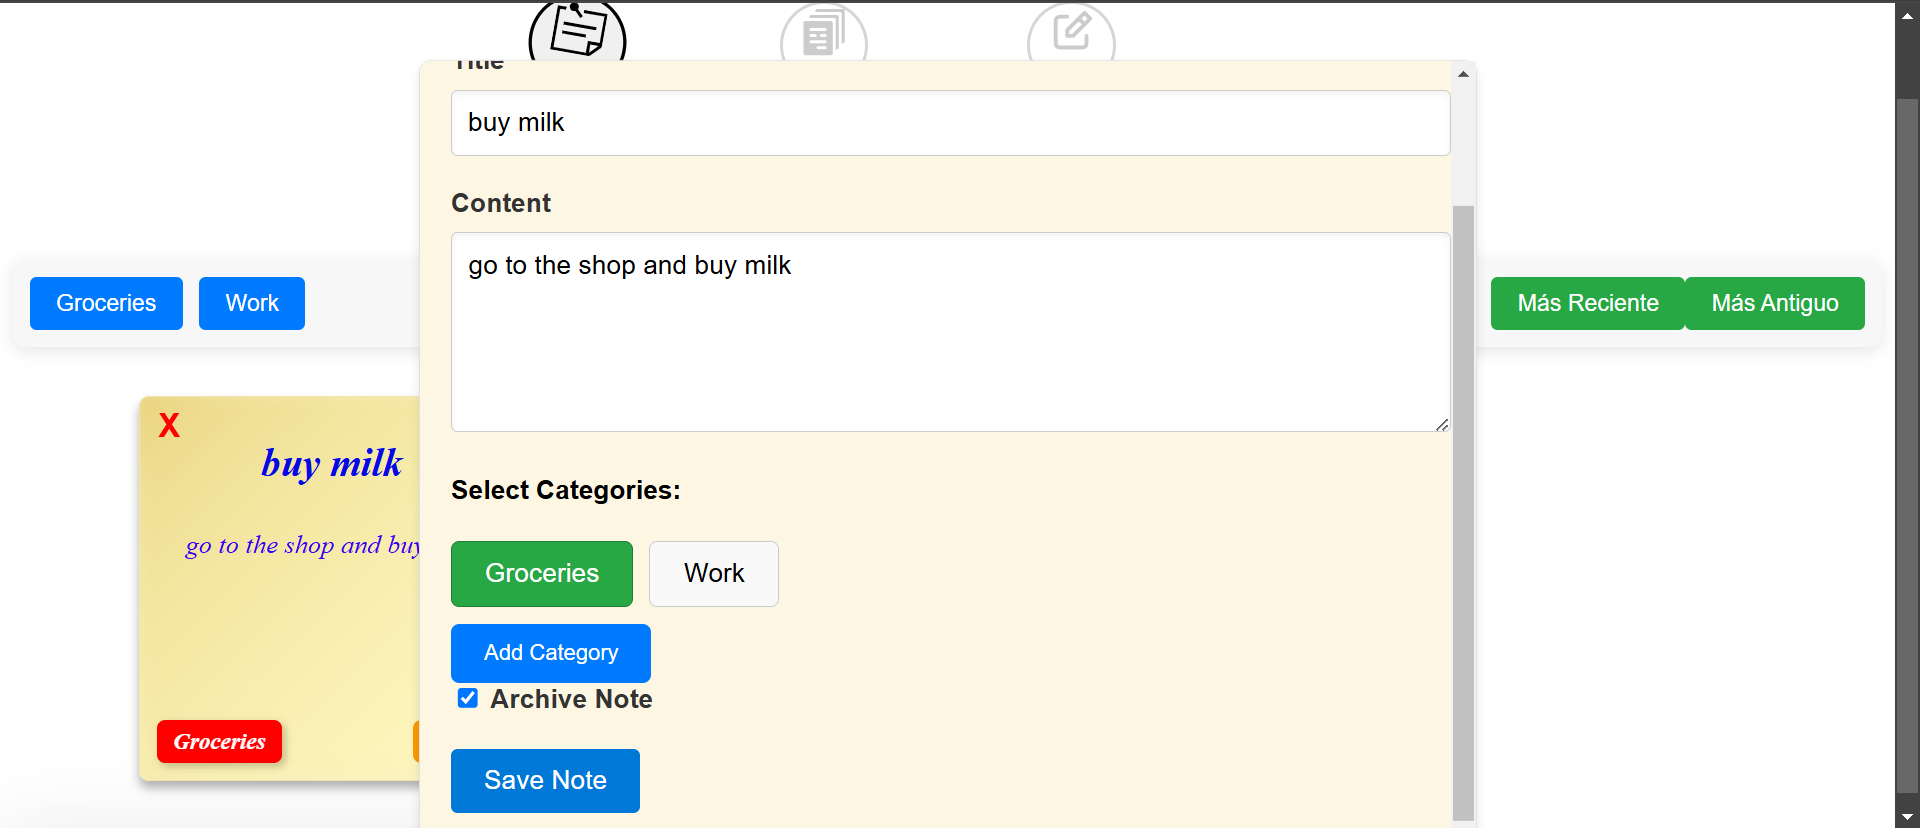 Title
buy milk
Content
go to the shop and buy milk
Groceries
Work
Más Reciente
Más Antiguo
X
buy milk
go to the shop and buy
Groceries
Select Categories:
Groceries
Work
Add Category
Archive Note
Save Note